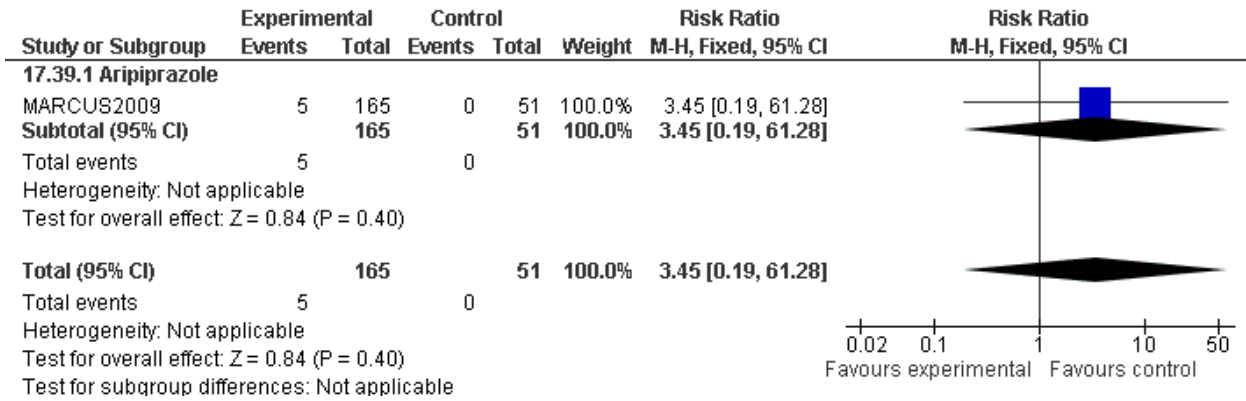 Experimental Control Risk Ratio Risk Ratio
Study or Subgroup Events Total Events Total Weight M-H, Fixed, 95% CI M-H, Fixed, 95% CI
17.39.1 Aripiprazole
MARCUS2009 5 165 0 51 100.0% 3.45 [0.19, 61.28]
Subtotal (95% CI) 165 51 100.0% 3.45 [0.19, 61.28]
Total events 5 0
Heterogeneity: Not applicable
Test for overall effect: Z = 0.84 (P = 0.40)
Total (95% CI) 165 51 100.0% 3.45 [0.19, 61.28]
Total events 5 0
Heterogeneity: Not applicable
Test for overall effect: Z = 0.84 (P = 0.40)
Test for subgroup differences: Not applicable
0.02 0.1 1 10 50
Favours experimental Favours control